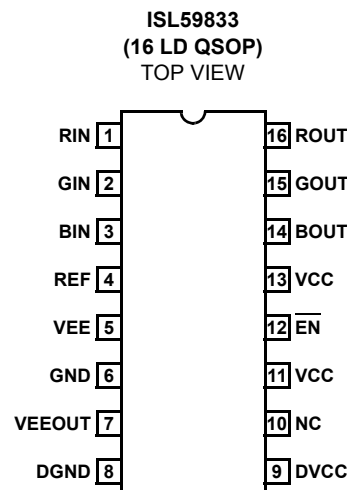 ISL59833
(16 LD QSOP)
TOP VIEW
RIN 1 16 ROUT
GIN 2 15 GOUT
BIN 3 14 BOUT
REF 4 13 VCC
VEE 5 12 E̅N̅
GND 6 11 VCC
VEEOUT 7 10 NC
DGND 8 9 DVCC